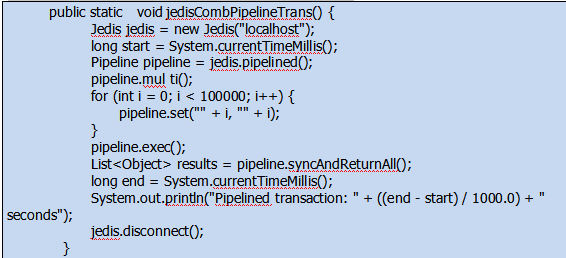 public static   void jedisCombPipelineTrans() {
Jedis jedis = new Jedis("localhost");
long start = System.currentTimeMillis();
Pipeline pipeline = jedis.pipelined();
pipeline.mul ti();
for (int i = 0; i < 100000; i++) {
pipeline.set("" + i, "" + i);
}
pipeline.exec();
List<Object> results = pipeline.syncAndReturnAll();
long end = System.currentTimeMillis();
System.out.println("Pipelined transaction: " + ((end - start) / 1000.0) + "
seconds");
jedis.disconnect();
}